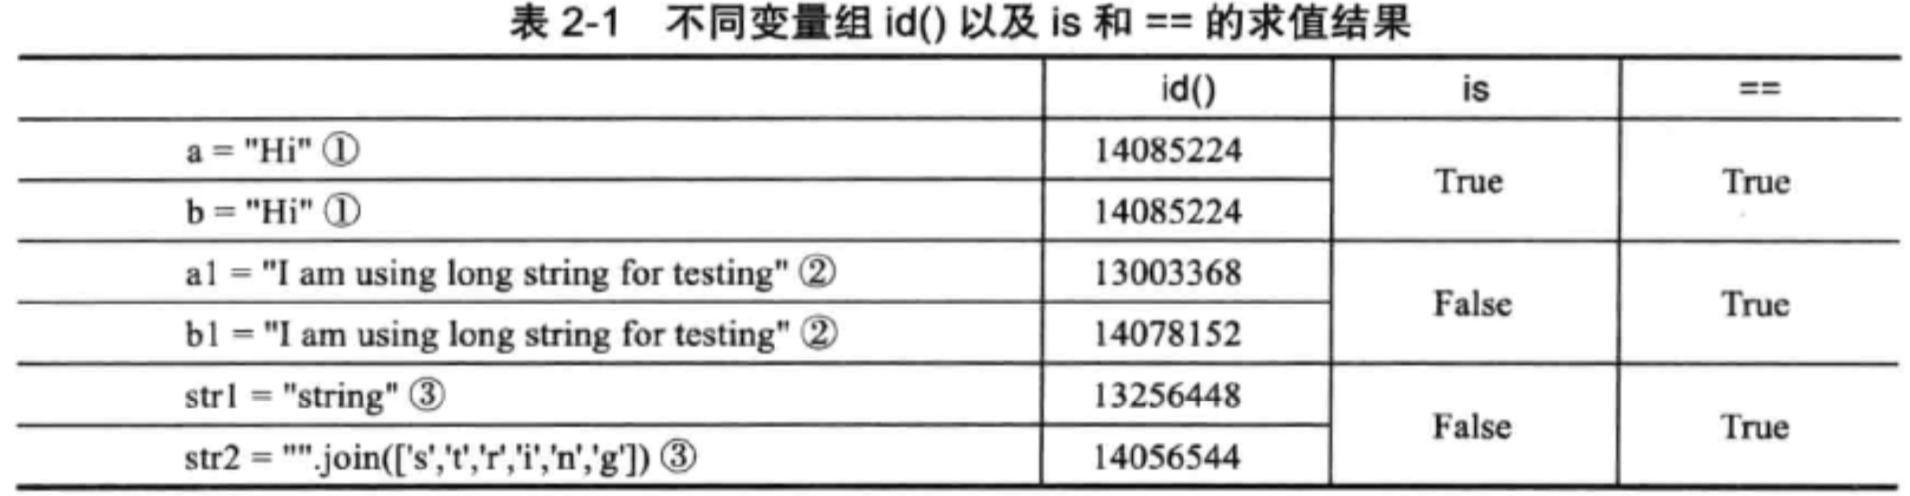 表 2-1 不同变量组 id() 以及 is 和 == 的求值结果
id() is ==
a = "Hi" ① 14085224
True True
b = "Hi" ① 14085224
a1 = "I am using long string for testing" ② 13003368
False True
b1 = "I am using long string for testing" ② 14078152
str1 = "string" ③ 13256448
False True
str2 = "".join(['s','t','r','i','n','g']) ③ 14056544